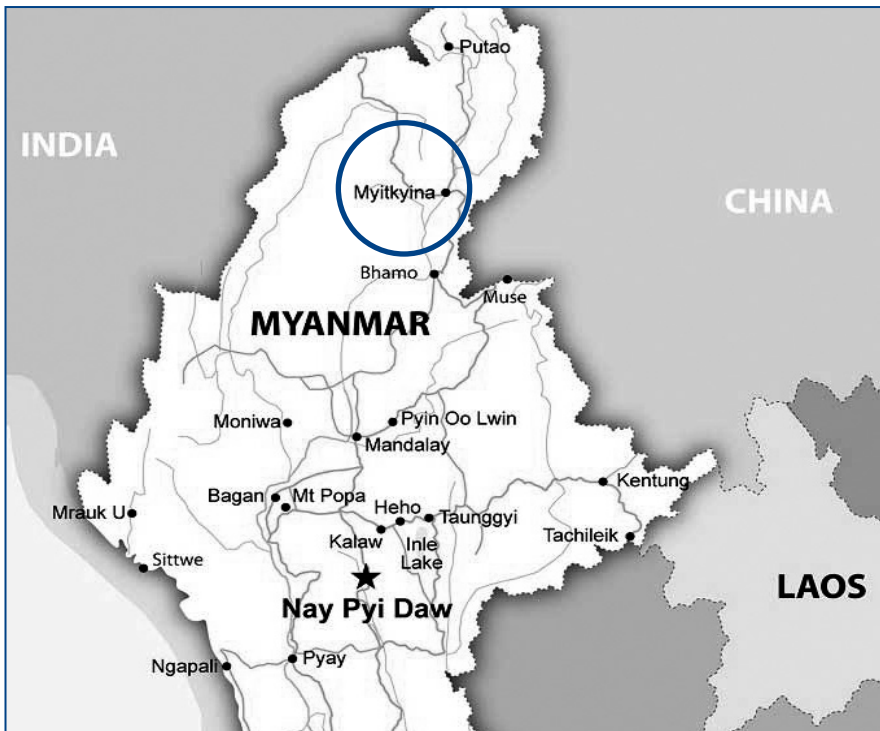 Putao
INDIA
Myitkyina
CHINA
Bhamo
Muse
MYANMAR
Moniwa
Pyin Oo Lwin
Mandalay
Kentung
Bagan
Mt Popa
Mrauk U
Heho
Taunggyi
Kalaw
Inle
Lake
Tachileik
Sittwe
LAOS
Nay Pyi Daw
Ngapali
Pyay